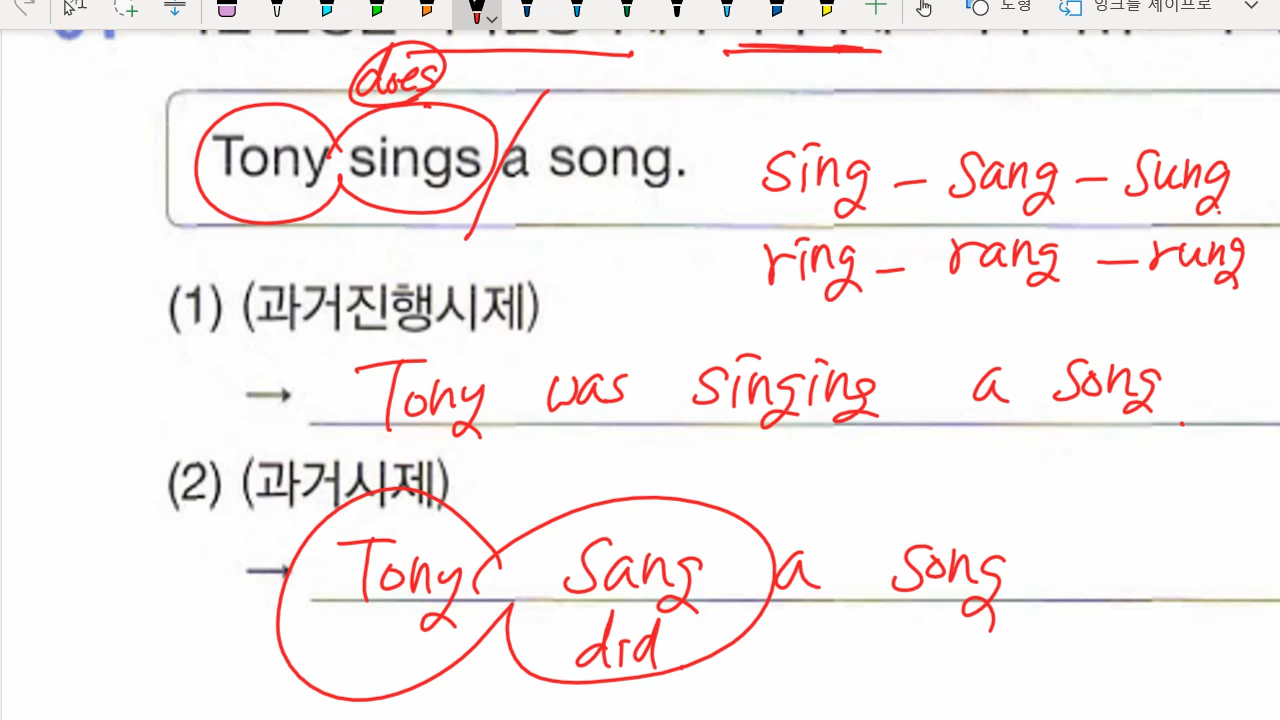 도형 잉크를 셰이프로
does
Tony sings a song.
sing - sang - sung
ring - rang - rung
(1) (과거진행시제)
→ Tony was singing a song.
(2) (과거시제)
→ Tony sang a song
did